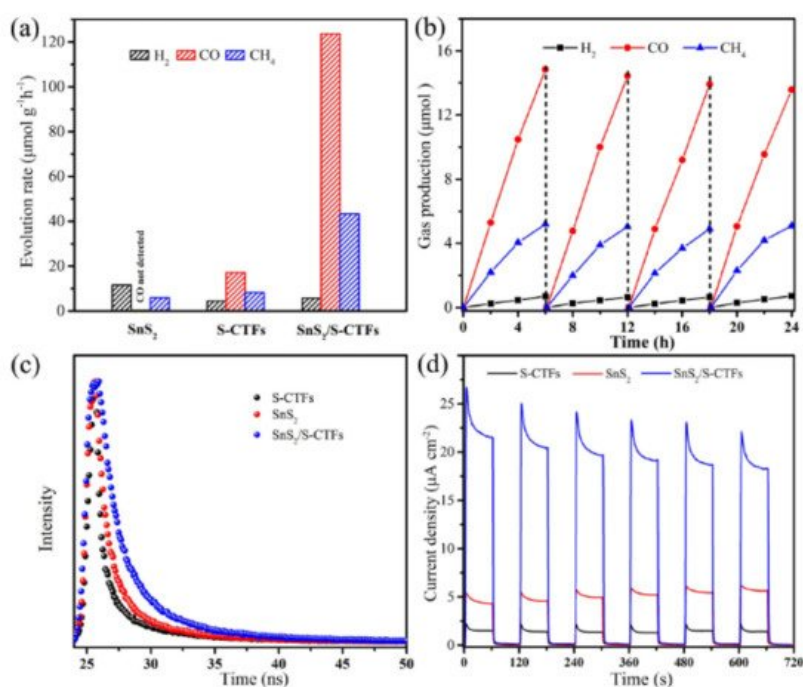 (a)
H₂ CO CH₄
Evolution rate (μmol g⁻¹h⁻¹)
120
100
80
60
40
20
0
CO not detected
SnS₂ S-CTFs SnS₂/S-CTFs
(b)
H₂ CO CH₄
Gas production (μmol )
16
12
8
4
0
0 4 8 12 16 20 24
Time (h)
(c)
S-CTFs
SnS₂
SnS₂/S-CTFs
Intensity
25 30 35 40 45 50
Time (ns)
(d)
S-CTFs SnS₂ SnS₂/S-CTFs
Current density (μA cm⁻²)
25
20
15
10
5
0
0 120 240 360 480 600 720
Time (s)